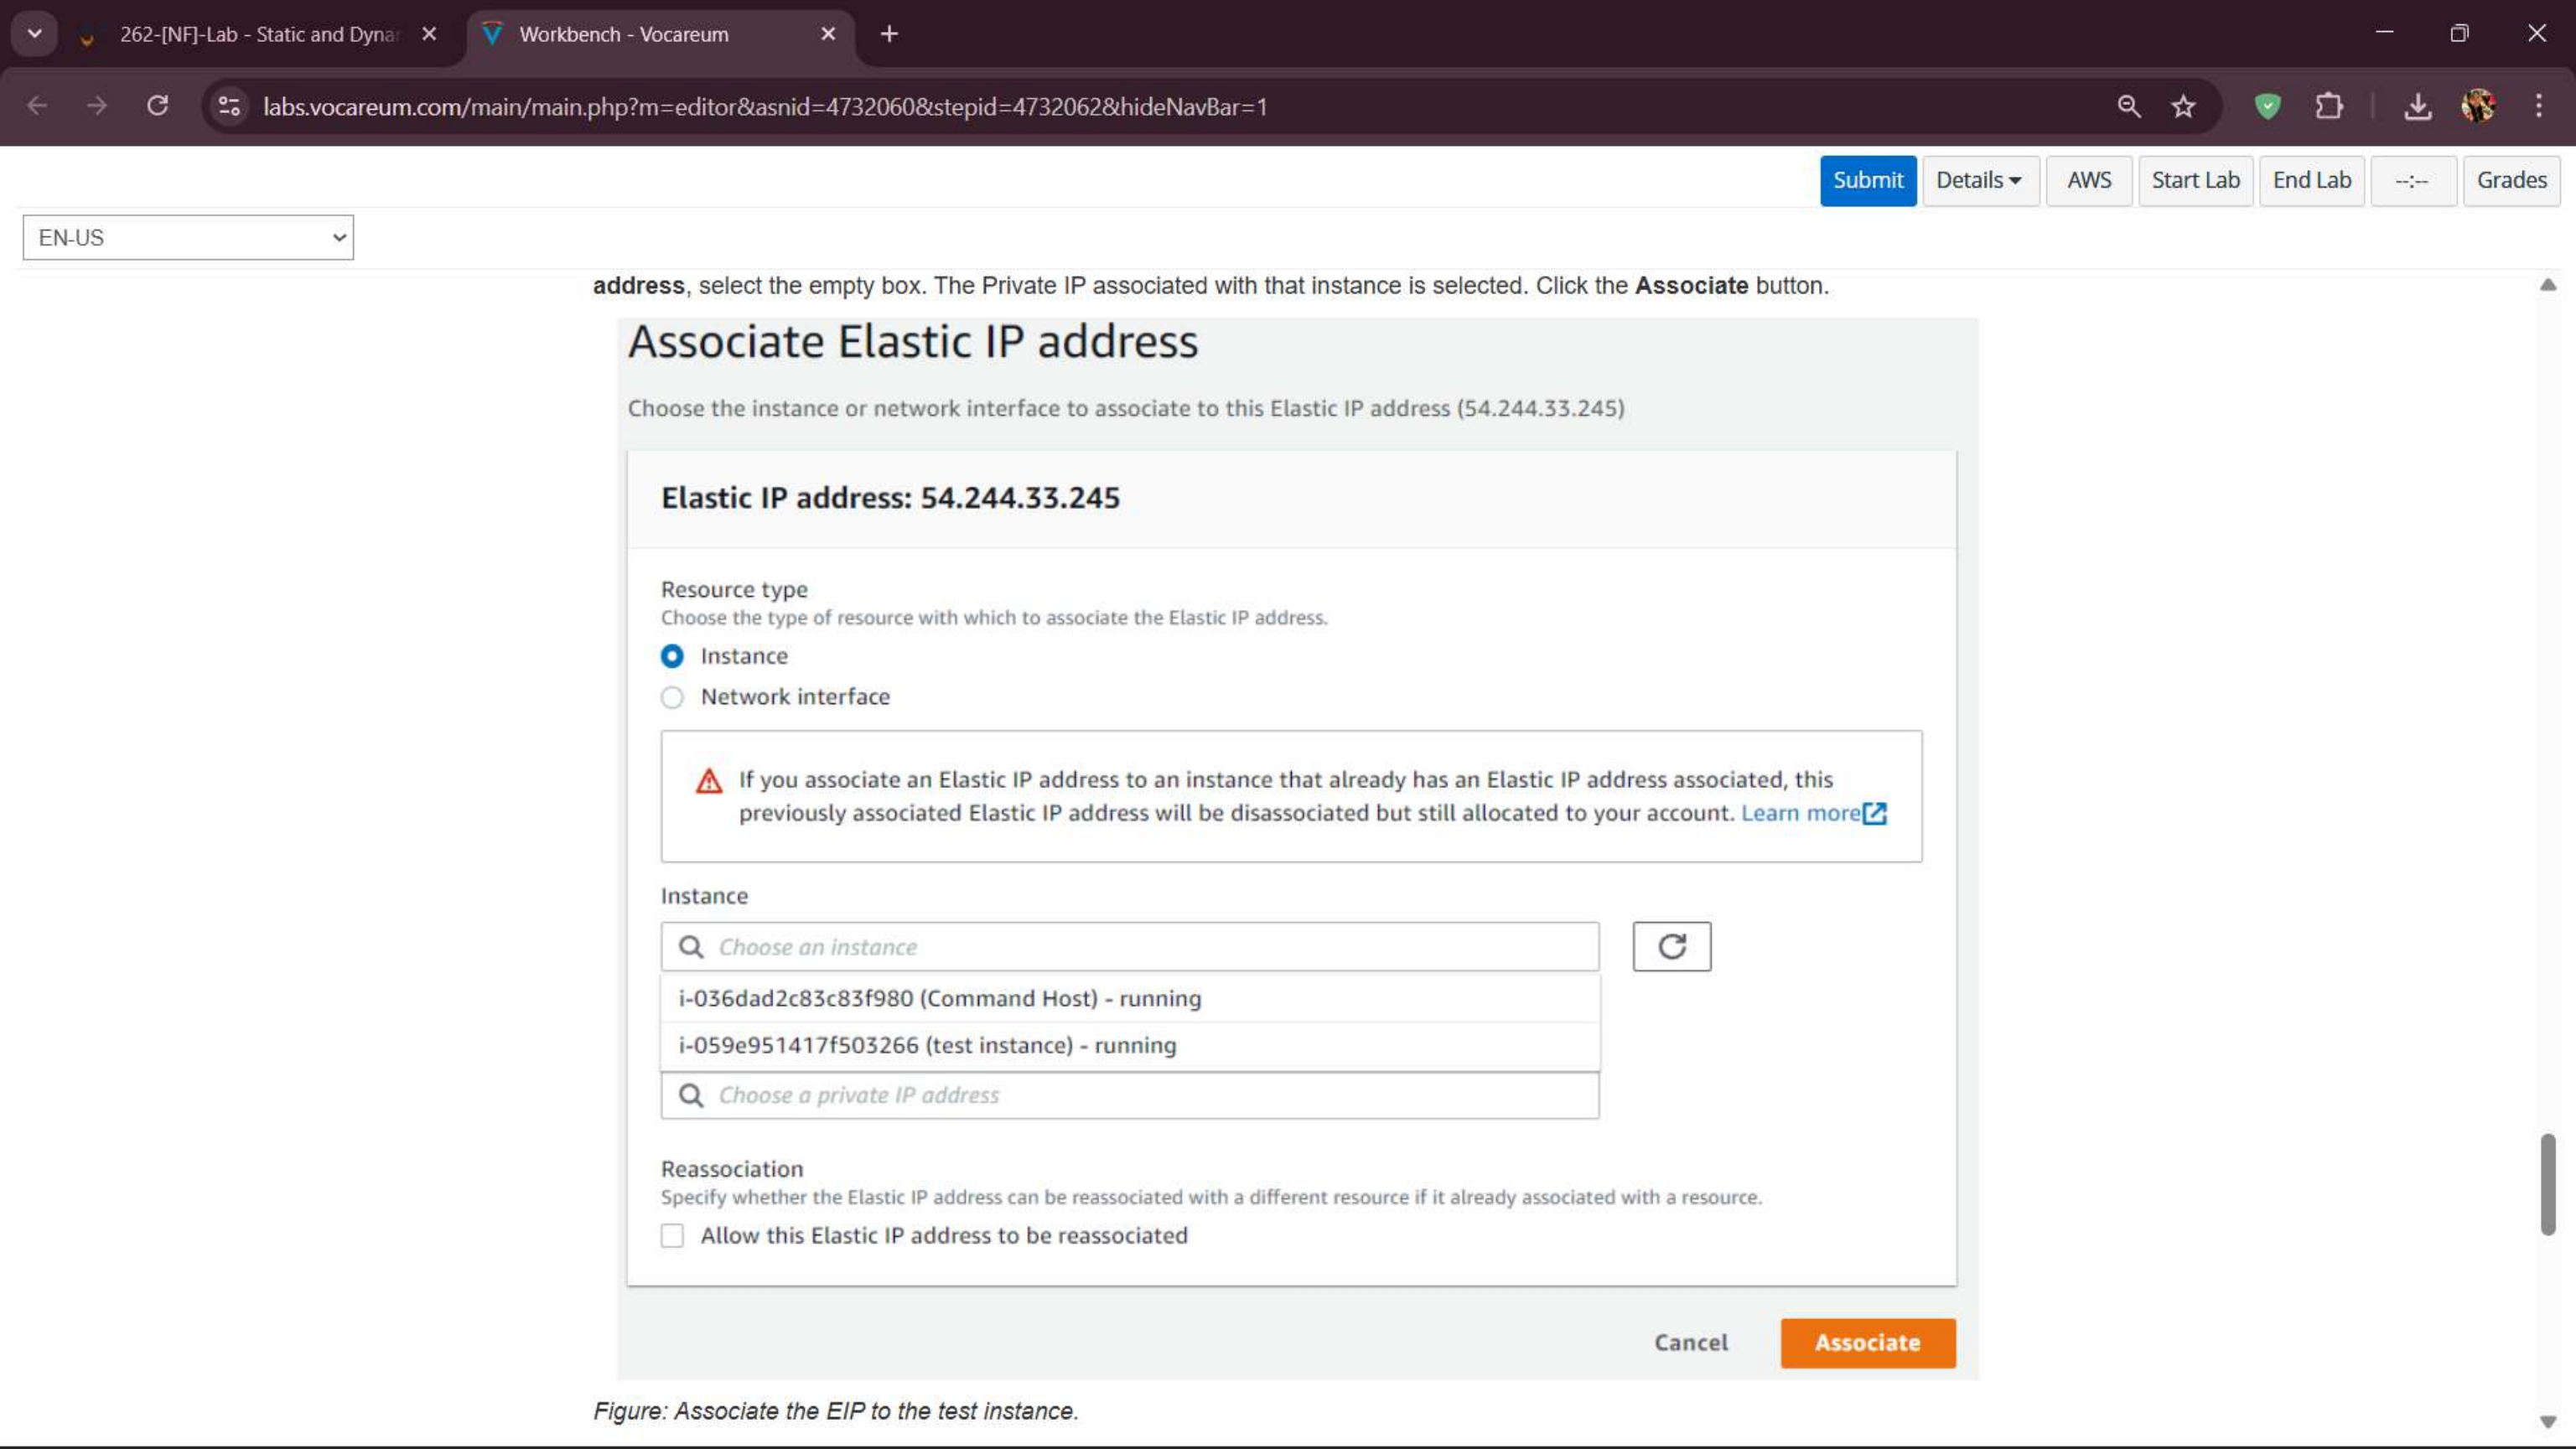 262-[NF]-Lab - Static and Dyna
Workbench - Vocareum
labs.vocareum.com/main/main.php?m=editor&asnid=4732060&stepid=4732062&hideNavBar=1
Submit Details AWS Start Lab End Lab --:-- Grades
EN-US
address, select the empty box. The Private IP associated with that instance is selected. Click the Associate button.
Associate Elastic IP address
Choose the instance or network interface to associate to this Elastic IP address (54.244.33.245)
Elastic IP address: 54.244.33.245
Resource type
Choose the type of resource with which to associate the Elastic IP address.
Instance
Network interface
If you associate an Elastic IP address to an instance that already has an Elastic IP address associated, this
previously associated Elastic IP address will be disassociated but still allocated to your account. Learn more
Instance
Choose an instance
i-036dad2c83c83f980 (Command Host) - running
i-059e951417f503266 (test instance) - running
Choose a private IP address
Reassociation
Specify whether the Elastic IP address can be reassociated with a different resource if it already associated with a resource.
Allow this Elastic IP address to be reassociated
Cancel Associate
Figure: Associate the EIP to the test instance.